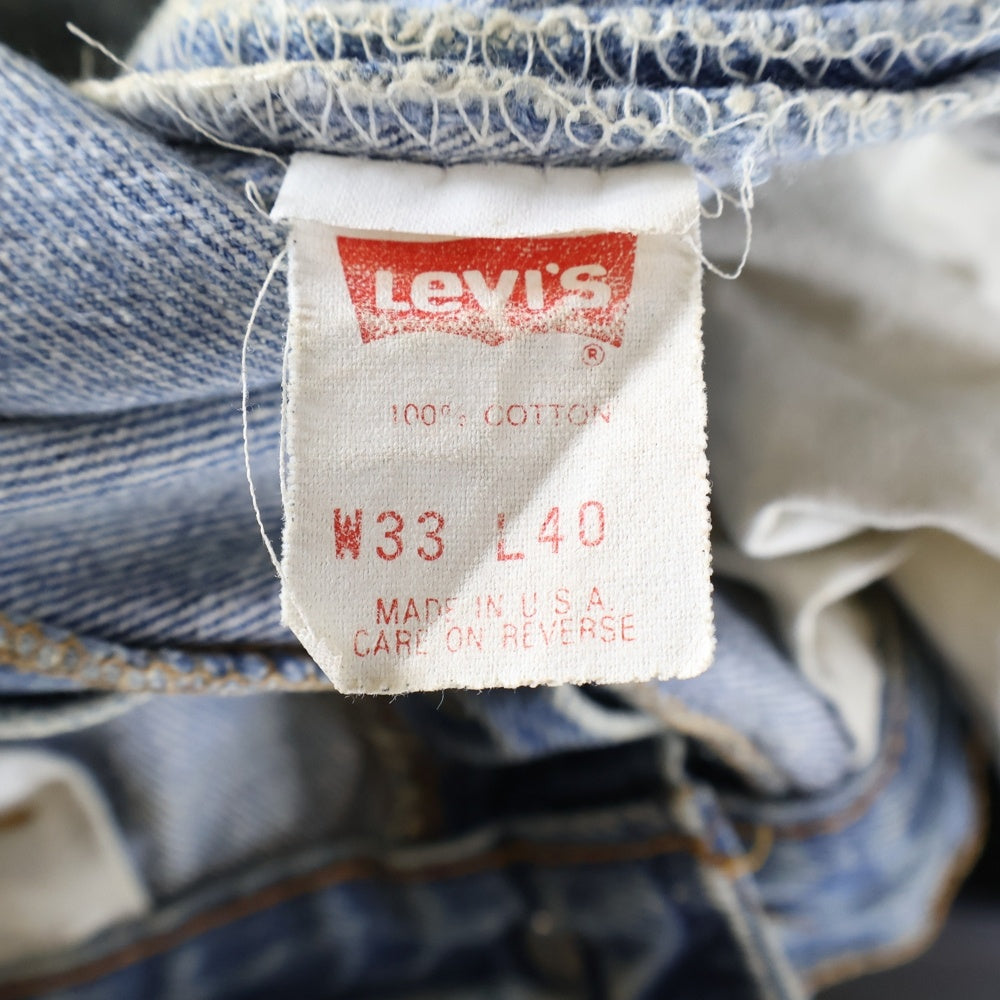 Levi's
®
100% COTTON
W33 L40
MADE IN U.S.A.
CARE ON REVERSE